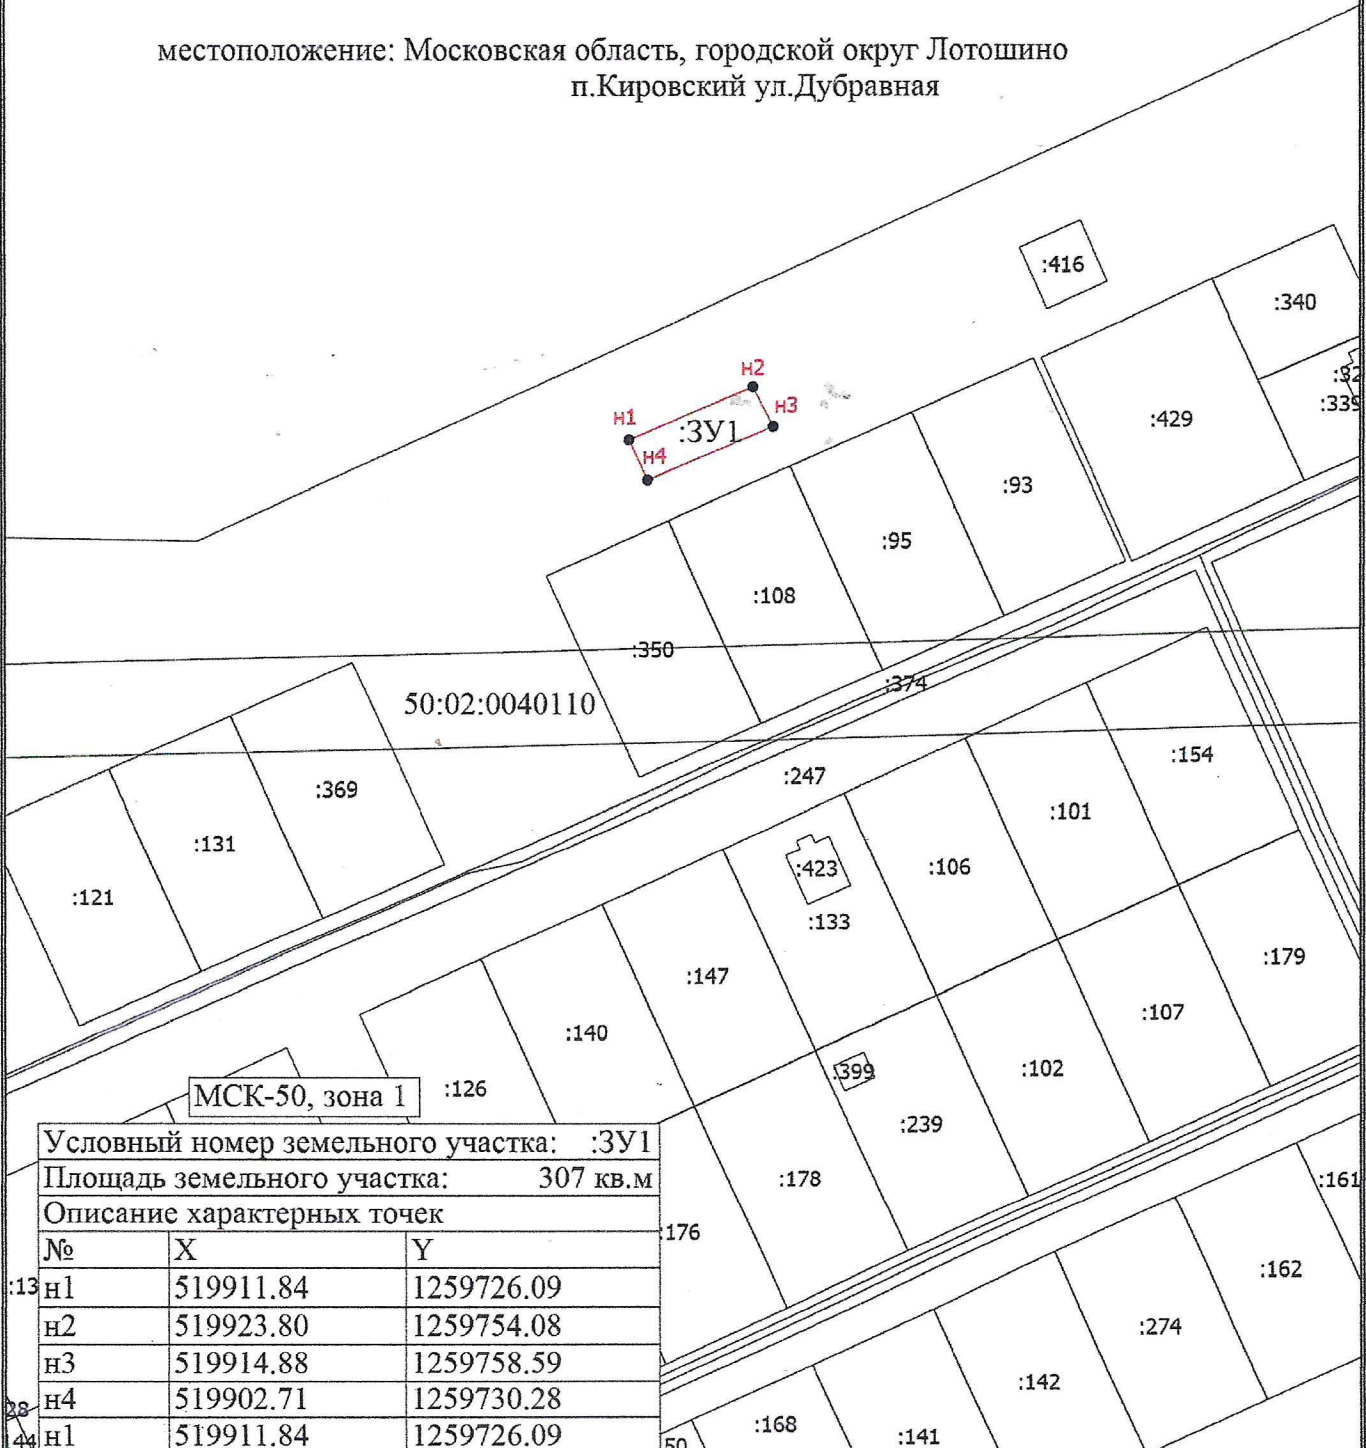 местоположение: Московская область, городской округ Лотошино
п.Кировский ул.Дубравная
:416
:340
:339
:429
н2
н1
н3
:ЗУ1
н4
:93
:95
:108
:350
:374
50:02:0040110
:247
:154
:369
:101
:131
:423
:106
:121
:133
:179
:147
:107
:140
:399
:102
:126
МСК-50, зона 1
:239
Условный номер земельного участка: :ЗУ1
Площадь земельного участка: 307 кв.м
:178
:161
Описание характерных точек
:176
№ X Y
:162
:13
н1 519911.84 1259726.09
н2 519923.80 1259754.08
:274
н3 519914.88 1259758.59
:142
н4 519902.71 1259730.28
:168
:141
н1 519911.84 1259726.09